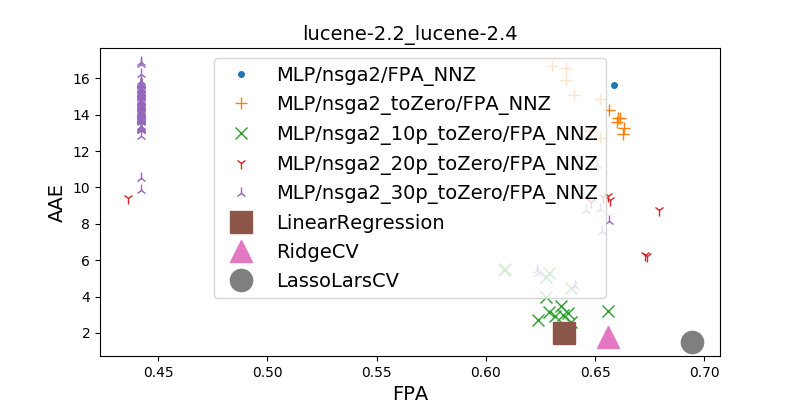 lucene-2.2_lucene-2.4
AAE
16
14
12
10
8
6
4
2
MLP/nsga2/FPA_NNZ
MLP/nsga2_toZero/FPA_NNZ
MLP/nsga2_10p_toZero/FPA_NNZ
MLP/nsga2_20p_toZero/FPA_NNZ
MLP/nsga2_30p_toZero/FPA_NNZ
LinearRegression
RidgeCV
LassoLarsCV
0.45 0.50 0.55 0.60 0.65 0.70
FPA